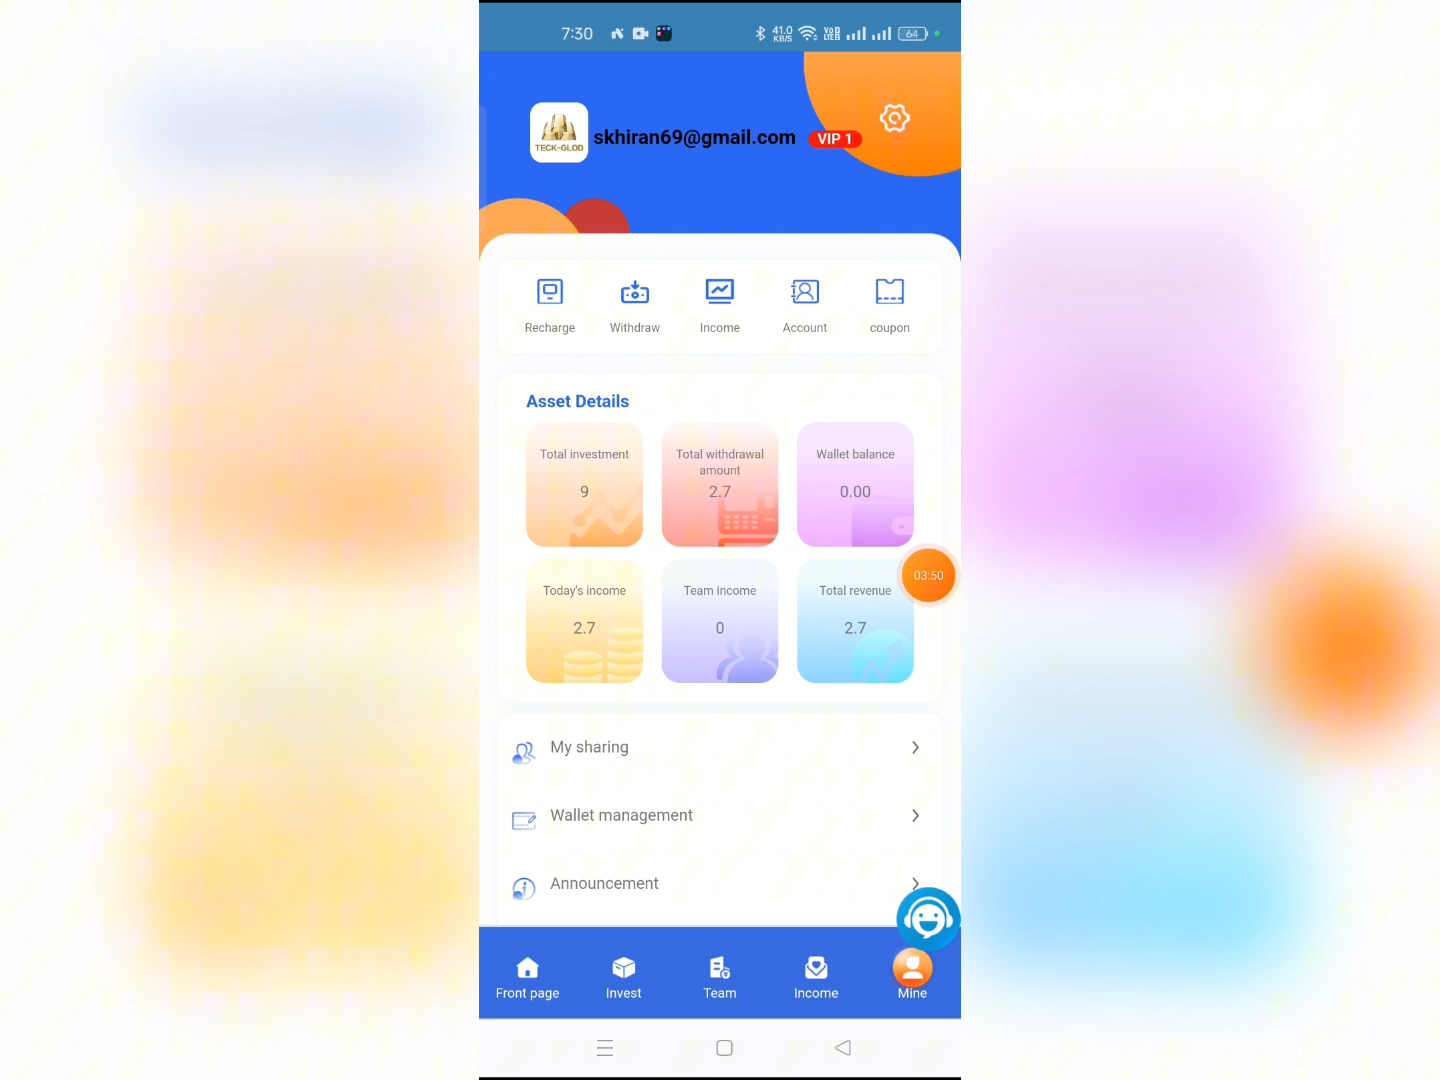 7:30
41.0
KB/S
Vo
LTE
64
TECK-GLOD
skhiran69@gmail.com
VIP 1
Recharge
Withdraw
Income
Account
coupon
Asset Details
Total investment
9
Total withdrawal
amount
2.7
Wallet balance
0.00
03:50
Today's income
2.7
Team income
0
Total revenue
2.7
My sharing
Wallet management
Announcement
Front page
Invest
Team
Income
Mine